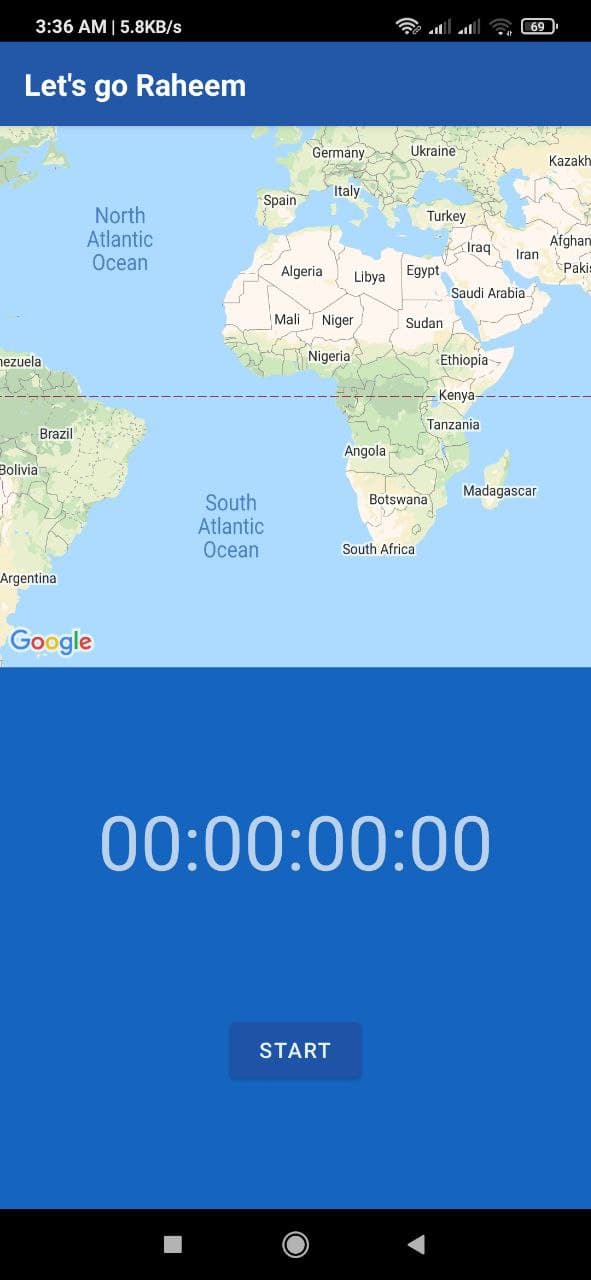 3:36 AM | 5.8KB/s
69
Let's go Raheem
Germany
Ukraine
Kazakh
Spain
Italy
Turkey
North
Atlantic
Ocean
Iraq
Iran
Afghan
Pakis
Algeria
Libya
Egypt
Saudi Arabia
Mali
Niger
Sudan
nezuela
Nigeria
Ethiopia
Kenya
Brazil
Tanzania
Bolivia
Angola
Botswana
Madagascar
South
Atlantic
Ocean
South Africa
Argentina
Google
00:00:00:00
START